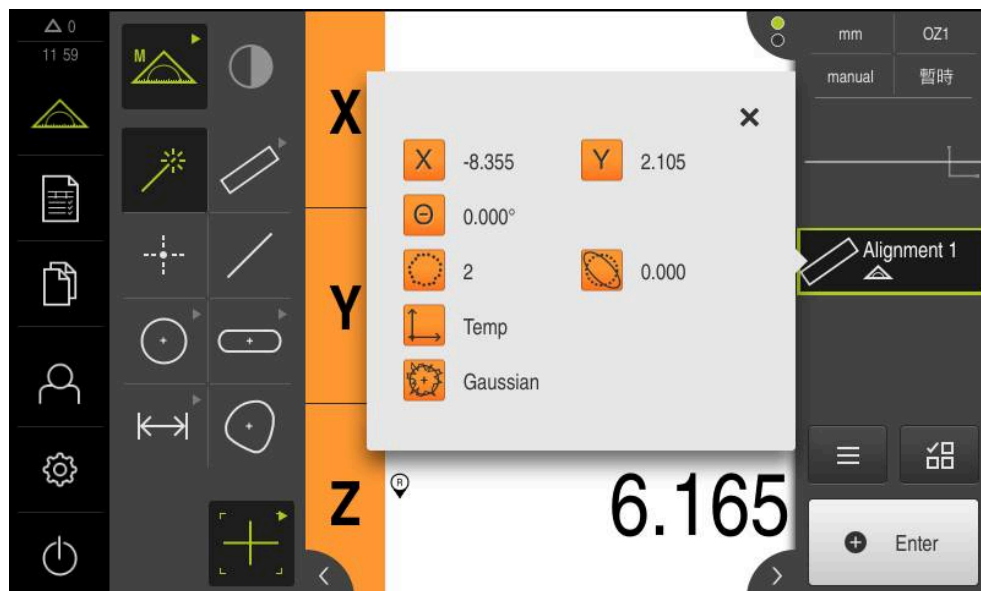 0
11 59
M
mm
OZ1
manual
暫時
X
Y
Z
X -8.355
Y 2.105
Θ 0.000°
2
0.000
Temp
Gaussian
Alignment 1
R
6.165
Enter